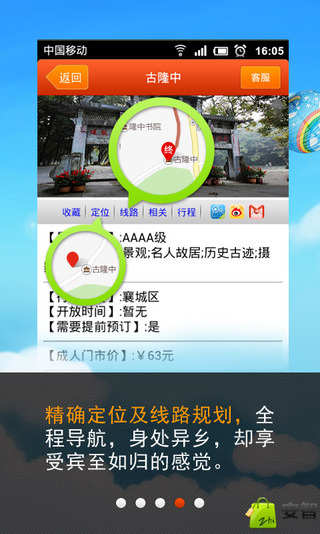 中国移动 16:05
返回 古隆中 客服
古隆中书院
终 古隆中
收藏 定位 线路 相关 行程
:AAAA级
景观;名人故居;历史古迹;摄
古隆中
:襄城区
【开放时间】:暂无
【需要提前预订】:是
【成人门市价】:￥63元
精确定位及线路规划，全
程导航，身处异乡，却享
受宾至如归的感觉。
安智